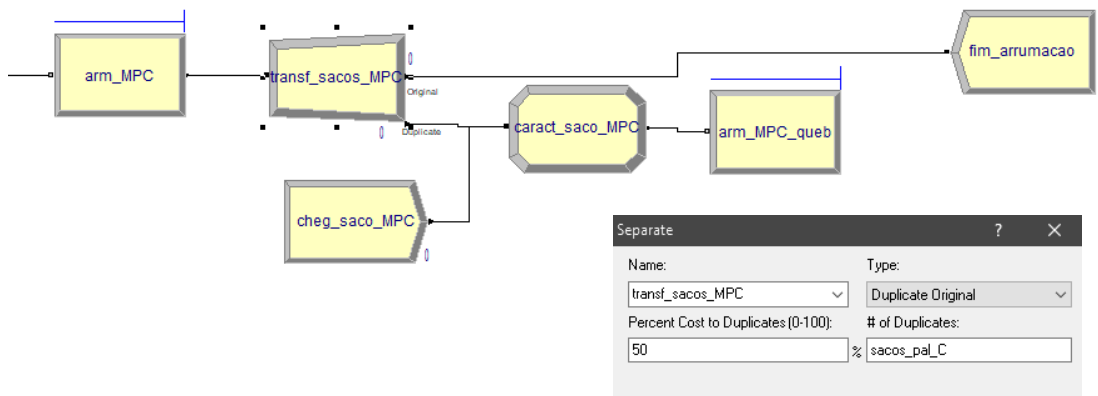 arm_MPC
transf_sacos_MPC
Original
Duplicate
fim_arrumacao
caract_saco_MPC
arm_MPC_queb
cheg_saco_MPC
0
0
0
Separate ? X
Name: Type:
transf_sacos_MPC Duplicate Original
Percent Cost to Duplicates (0-100): # of Duplicates:
50 % sacos_pal_C